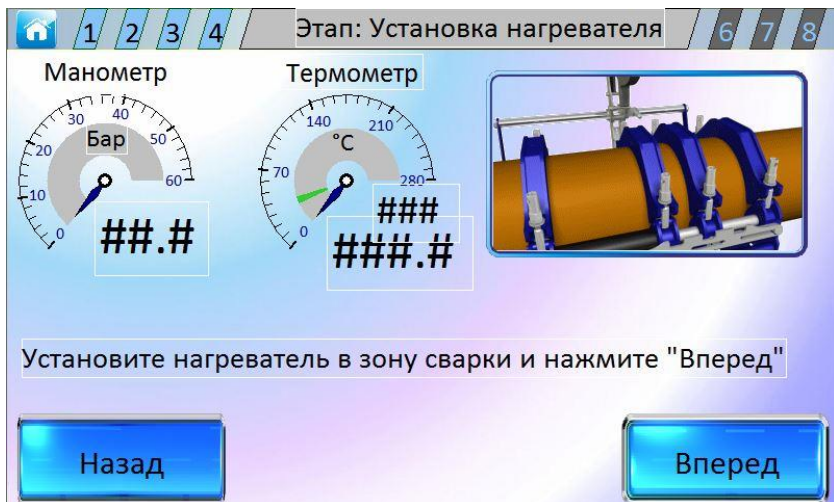 1 2 3 4 Этап: Установка нагревателя 6 7 8
Манометр
Термометр
0 10 20 30 40 50 60
Бар
##.#
0 70 140 210 280
°C
###
###.#
Установите нагреватель в зону сварки и нажмите "Вперед"
Назад
Вперед